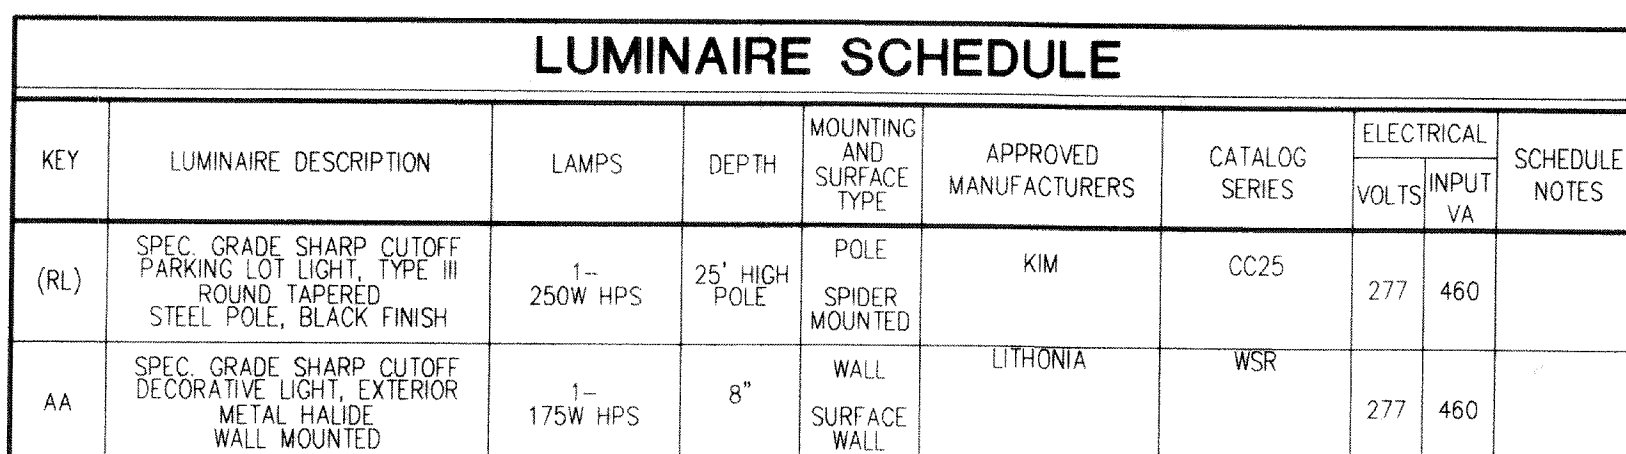 LUMINAIRE SCHEDULE
KEY
LUMINAIRE DESCRIPTION
LAMPS
DEPTH
MOUNTING
AND
SURFACE
TYPE
APPROVED
MANUFACTURERS
CATALOG
SERIES
ELECTRICAL
VOLTS
INPUT
VA
SCHEDULE
NOTES
(RL)
SPEC. GRADE SHARP CUTOFF
PARKING LOT LIGHT, TYPE III
ROUND TAPERED
STEEL POLE, BLACK FINISH
1-
250W HPS
25' HIGH
POLE
POLE
SPIDER
MOUNTED
KIM
CC25
277
460
AA
SPEC. GRADE SHARP CUTOFF
DECORATIVE LIGHT, EXTERIOR
METAL HALIDE
WALL MOUNTED
1-
175W HPS
8"
WALL
SURFACE
WALL
LITHONIA
WSR
277
460